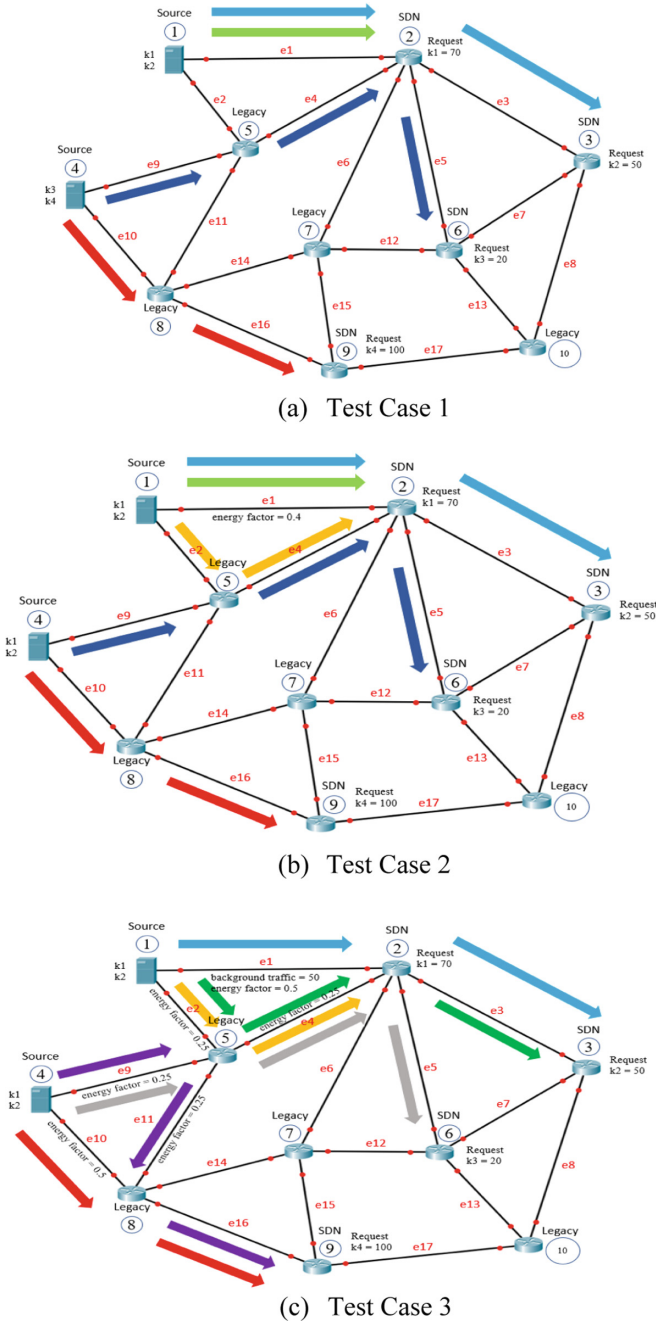 Source
1
k1
k2
e1
SDN
2
Request
k1 = 70
e2
e4
Legacy
5
e3
SDN
3
Request
k2 = 50
Source
4
k3
k4
e9
e6
e5
e11
e10
Legacy
7
SDN
6
e7
e12
Request
k3 = 20
e14
e8
Legacy
8
e15
e13
e16
SDN
9
Request
k4 = 100
e17
Legacy
10
(a) Test Case 1
Source
1
k1
k2
e1
energy factor = 0.4
SDN
2
Request
k1 = 70
e2
e4
Legacy
5
e3
SDN
3
Request
k2 = 50
Source
4
k1
k2
e9
e6
e5
e11
e10
Legacy
7
SDN
6
e7
e12
Request
k3 = 20
e14
e8
Legacy
8
e15
e13
e16
SDN
9
Request
k4 = 100
e17
Legacy
10
(b) Test Case 2
Source
1
k1
k2
e1
background traffic = 50
energy factor = 0.5
SDN
2
Request
k1 = 70
e2
energy factor = 0.25
e4
energy factor = 0.25
Legacy
5
e3
SDN
3
Request
k2 = 50
Source
4
k1
k2
e9
energy factor = 0.25
e6
e5
e11
energy factor = 0.25
e10
energy factor = 0.5
Legacy
7
SDN
6
e7
e12
Request
k3 = 20
e14
e8
Legacy
8
e15
e13
e16
SDN
9
Request
k4 = 100
e17
Legacy
10
(c) Test Case 3